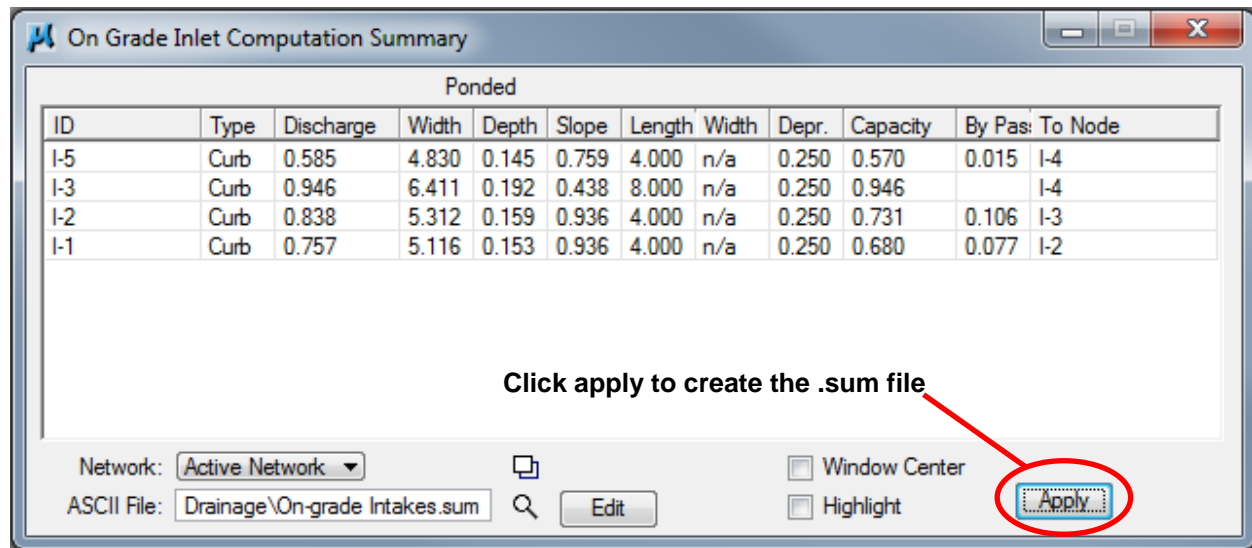 On Grade Inlet Computation Summary
Ponded
ID Type Discharge Width Depth Slope Length Width Depr. Capacity By Pas: To Node
I-5 Curb 0.585 4.830 0.145 0.759 4.000 n/a 0.250 0.570 0.015 I-4
I-3 Curb 0.946 6.411 0.192 0.438 8.000 n/a 0.250 0.946 I-4
I-2 Curb 0.838 5.312 0.159 0.936 4.000 n/a 0.250 0.731 0.106 I-3
I-1 Curb 0.757 5.116 0.153 0.936 4.000 n/a 0.250 0.680 0.077 I-2
Click apply to create the .sum file
Network: Active Network Window Center
ASCII File: Drainage\On-grade Intakes.sum Edit Highlight Apply